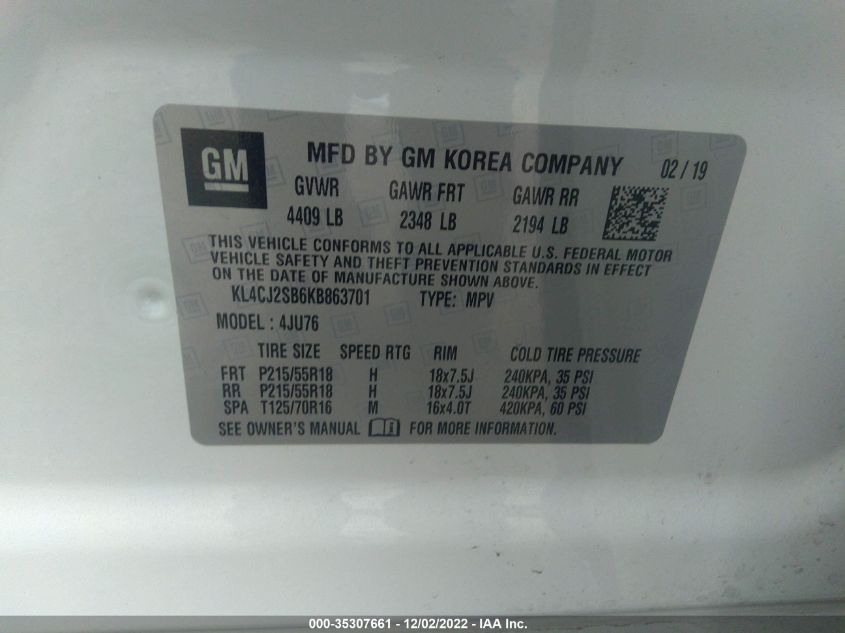 GM MFD BY GM KOREA COMPANY 02 / 19
GVWR GAWR FRT GAWR RR
4409 LB 2348 LB 2194 LB
THIS VEHICLE CONFORMS TO ALL APPLICABLE U.S. FEDERAL MOTOR
VEHICLE SAFETY AND THEFT PREVENTION STANDARDS IN EFFECT
ON THE DATE OF MANUFACTURE SHOWN ABOVE.
KL4CJ2SB6KB863701 TYPE: MPV
MODEL : 4JU76
TIRE SIZE SPEED RTG RIM COLD TIRE PRESSURE
FRT P215/55R18 H 18x7.5J 240KPA, 35 PSI
RR P215/55R18 H 18x7.5J 240KPA, 35 PSI
SPA T125/70R16 M 16x4.0T 420KPA, 60 PSI
SEE OWNER'S MANUAL FOR MORE INFORMATION.
000-35307661 - 12/02/2022 - IAA Inc.